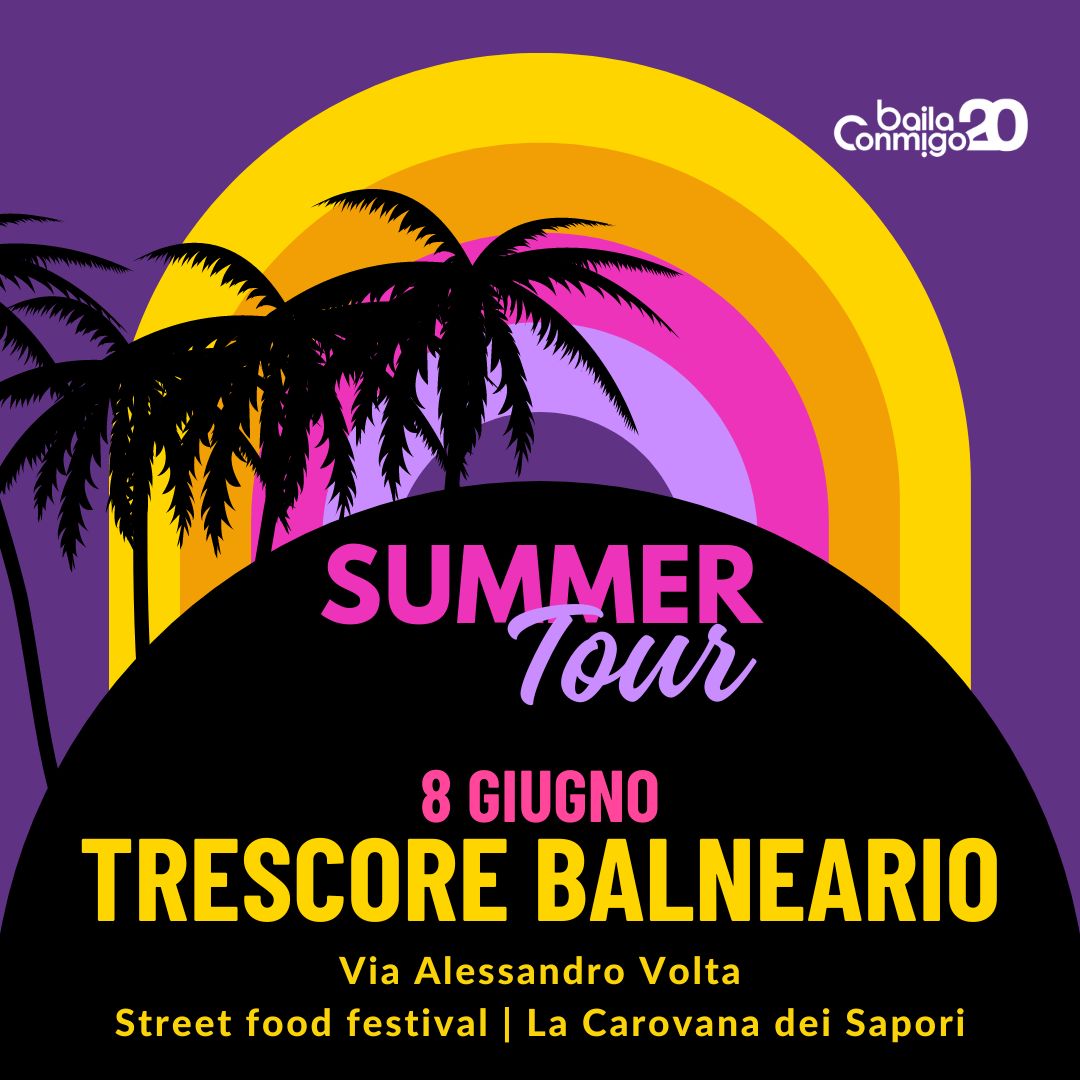 baila
Conmigo20
SUMMER
Tour
8 GIUGNO
TRESCORE BALNEARIO
Via Alessandro Volta
Street food festival | La Carovana dei Sapori